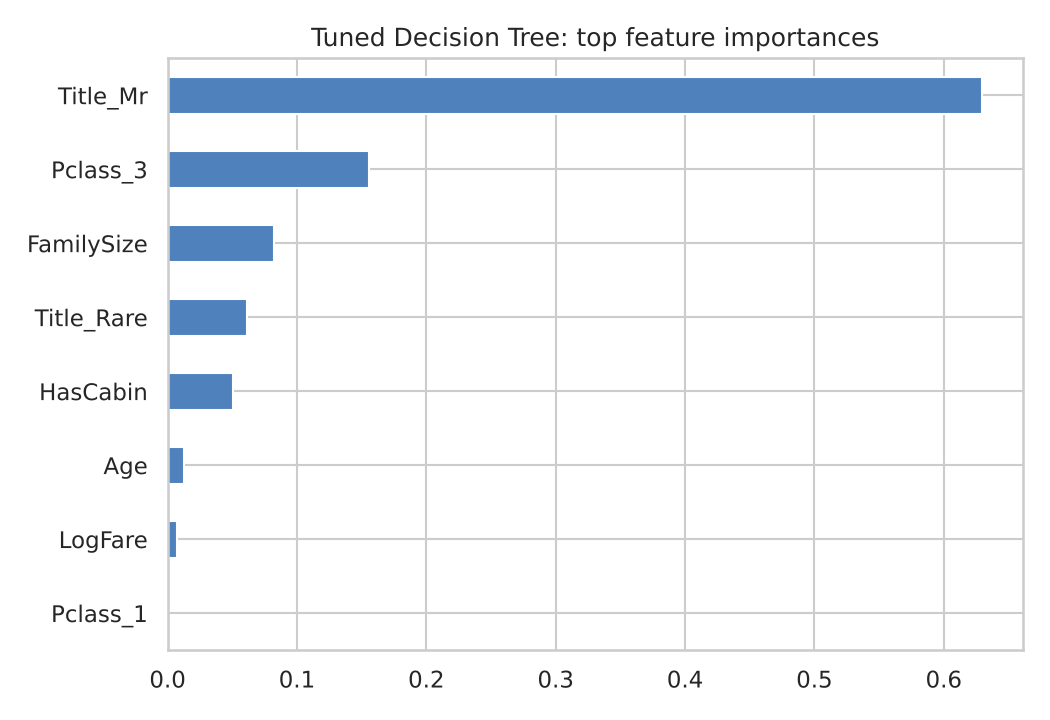 Tuned Decision Tree: top feature importances
Title_Mr
Pclass_3
FamilySize
Title_Rare
HasCabin
Age
LogFare
Pclass_1
0.0 0.1 0.2 0.3 0.4 0.5 0.6